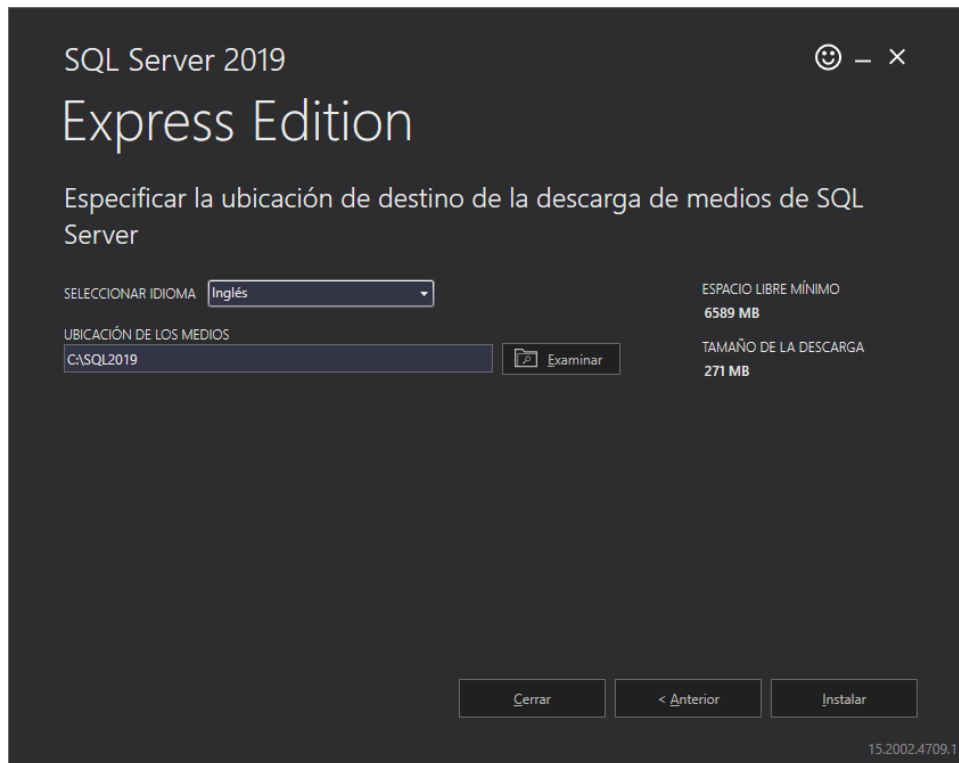 SQL Server 2019
Express Edition
Especificar la ubicación de destino de la descarga de medios de SQL
Server
SELECCIONAR IDIOMA Inglés
ESPACIO LIBRE MÍNIMO
6589 MB
UBICACIÓN DE LOS MEDIOS
C:\SQL2019 Examinar
TAMAÑO DE LA DESCARGA
271 MB
Cerrar < Anterior Instalar
15.2002.4709.1